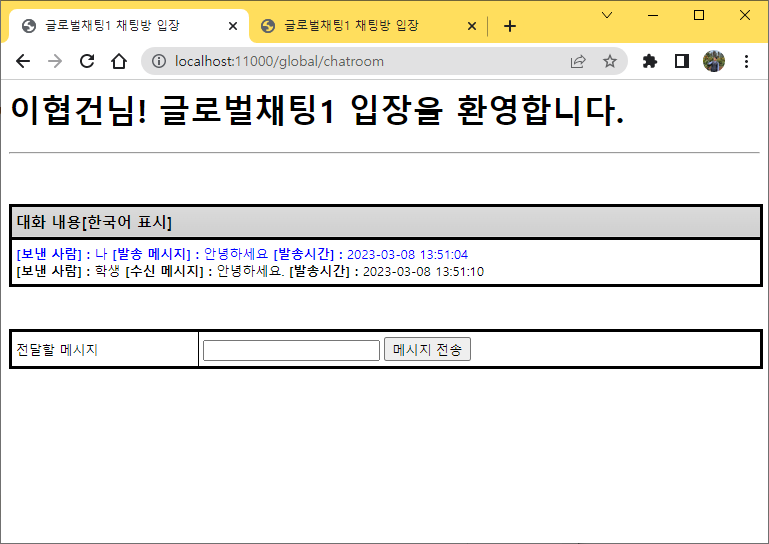 글로벌채팅1 채팅방 입장
글로벌채팅1 채팅방 입장
localhost:11000/global/chatroom
이협건님! 글로벌채팅1 입장을 환영합니다.
대화 내용[한국어 표시]
[보낸 사람] : 나 [발송 메시지] : 안녕하세요 [발송시간] : 2023-03-08 13:51:04
[보낸 사람] : 학생 [수신 메시지] : 안녕하세요. [발송시간] : 2023-03-08 13:51:10
전달할 메시지
메시지 전송